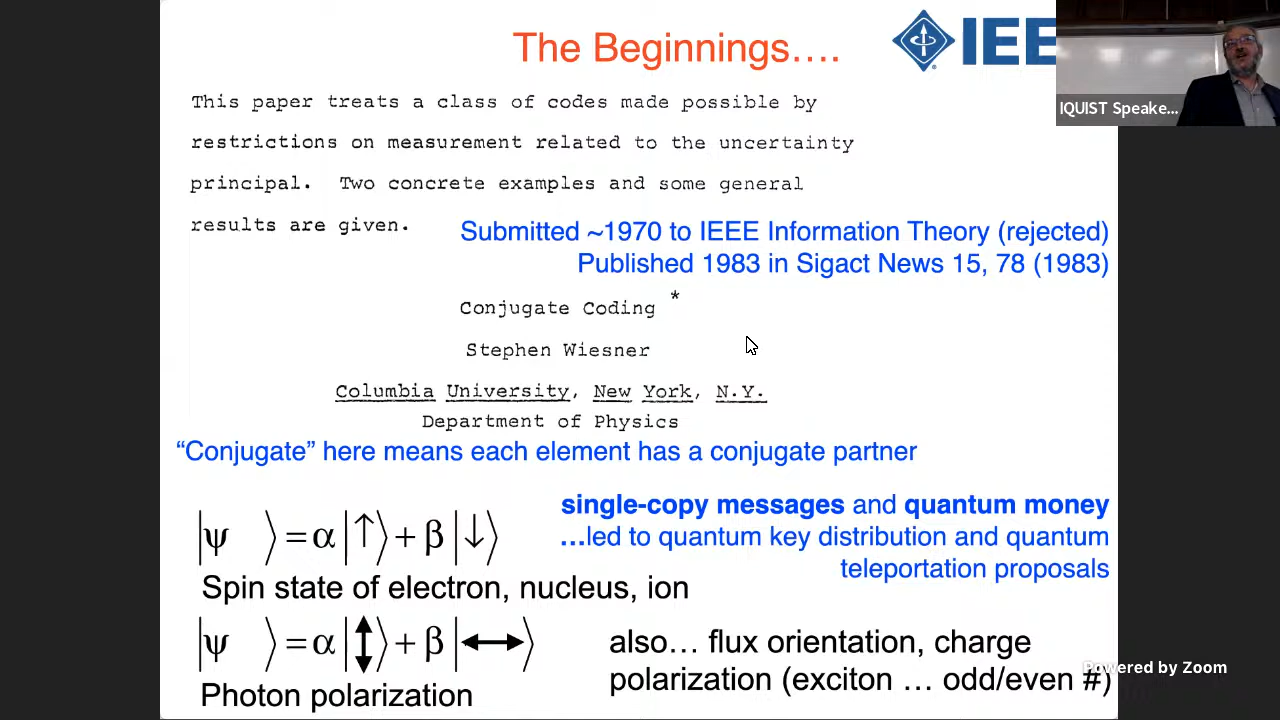 The Beginnings….
IEE
IQUIST Speake...
This paper treats a class of codes made possible by
restrictions on measurement related to the uncertainty
principal. Two concrete examples and some general
results are given.
Submitted ~1970 to IEEE Information Theory (rejected)
Published 1983 in Sigact News 15, 78 (1983)
Conjugate Coding *
Stephen Wiesner
Columbia University, New York, N.Y.
Department of Physics
“Conjugate” here means each element has a conjugate partner
single-copy messages and quantum money
…led to quantum key distribution and quantum
teleportation proposals
|ψ ⟩ = α|↑⟩ + β|↓⟩
Spin state of electron, nucleus, ion
|ψ ⟩ = α|↕⟩ + β|↔⟩
Photon polarization
also… flux orientation, charge
polarization (exciton … odd/even #)
Powered by Zoom